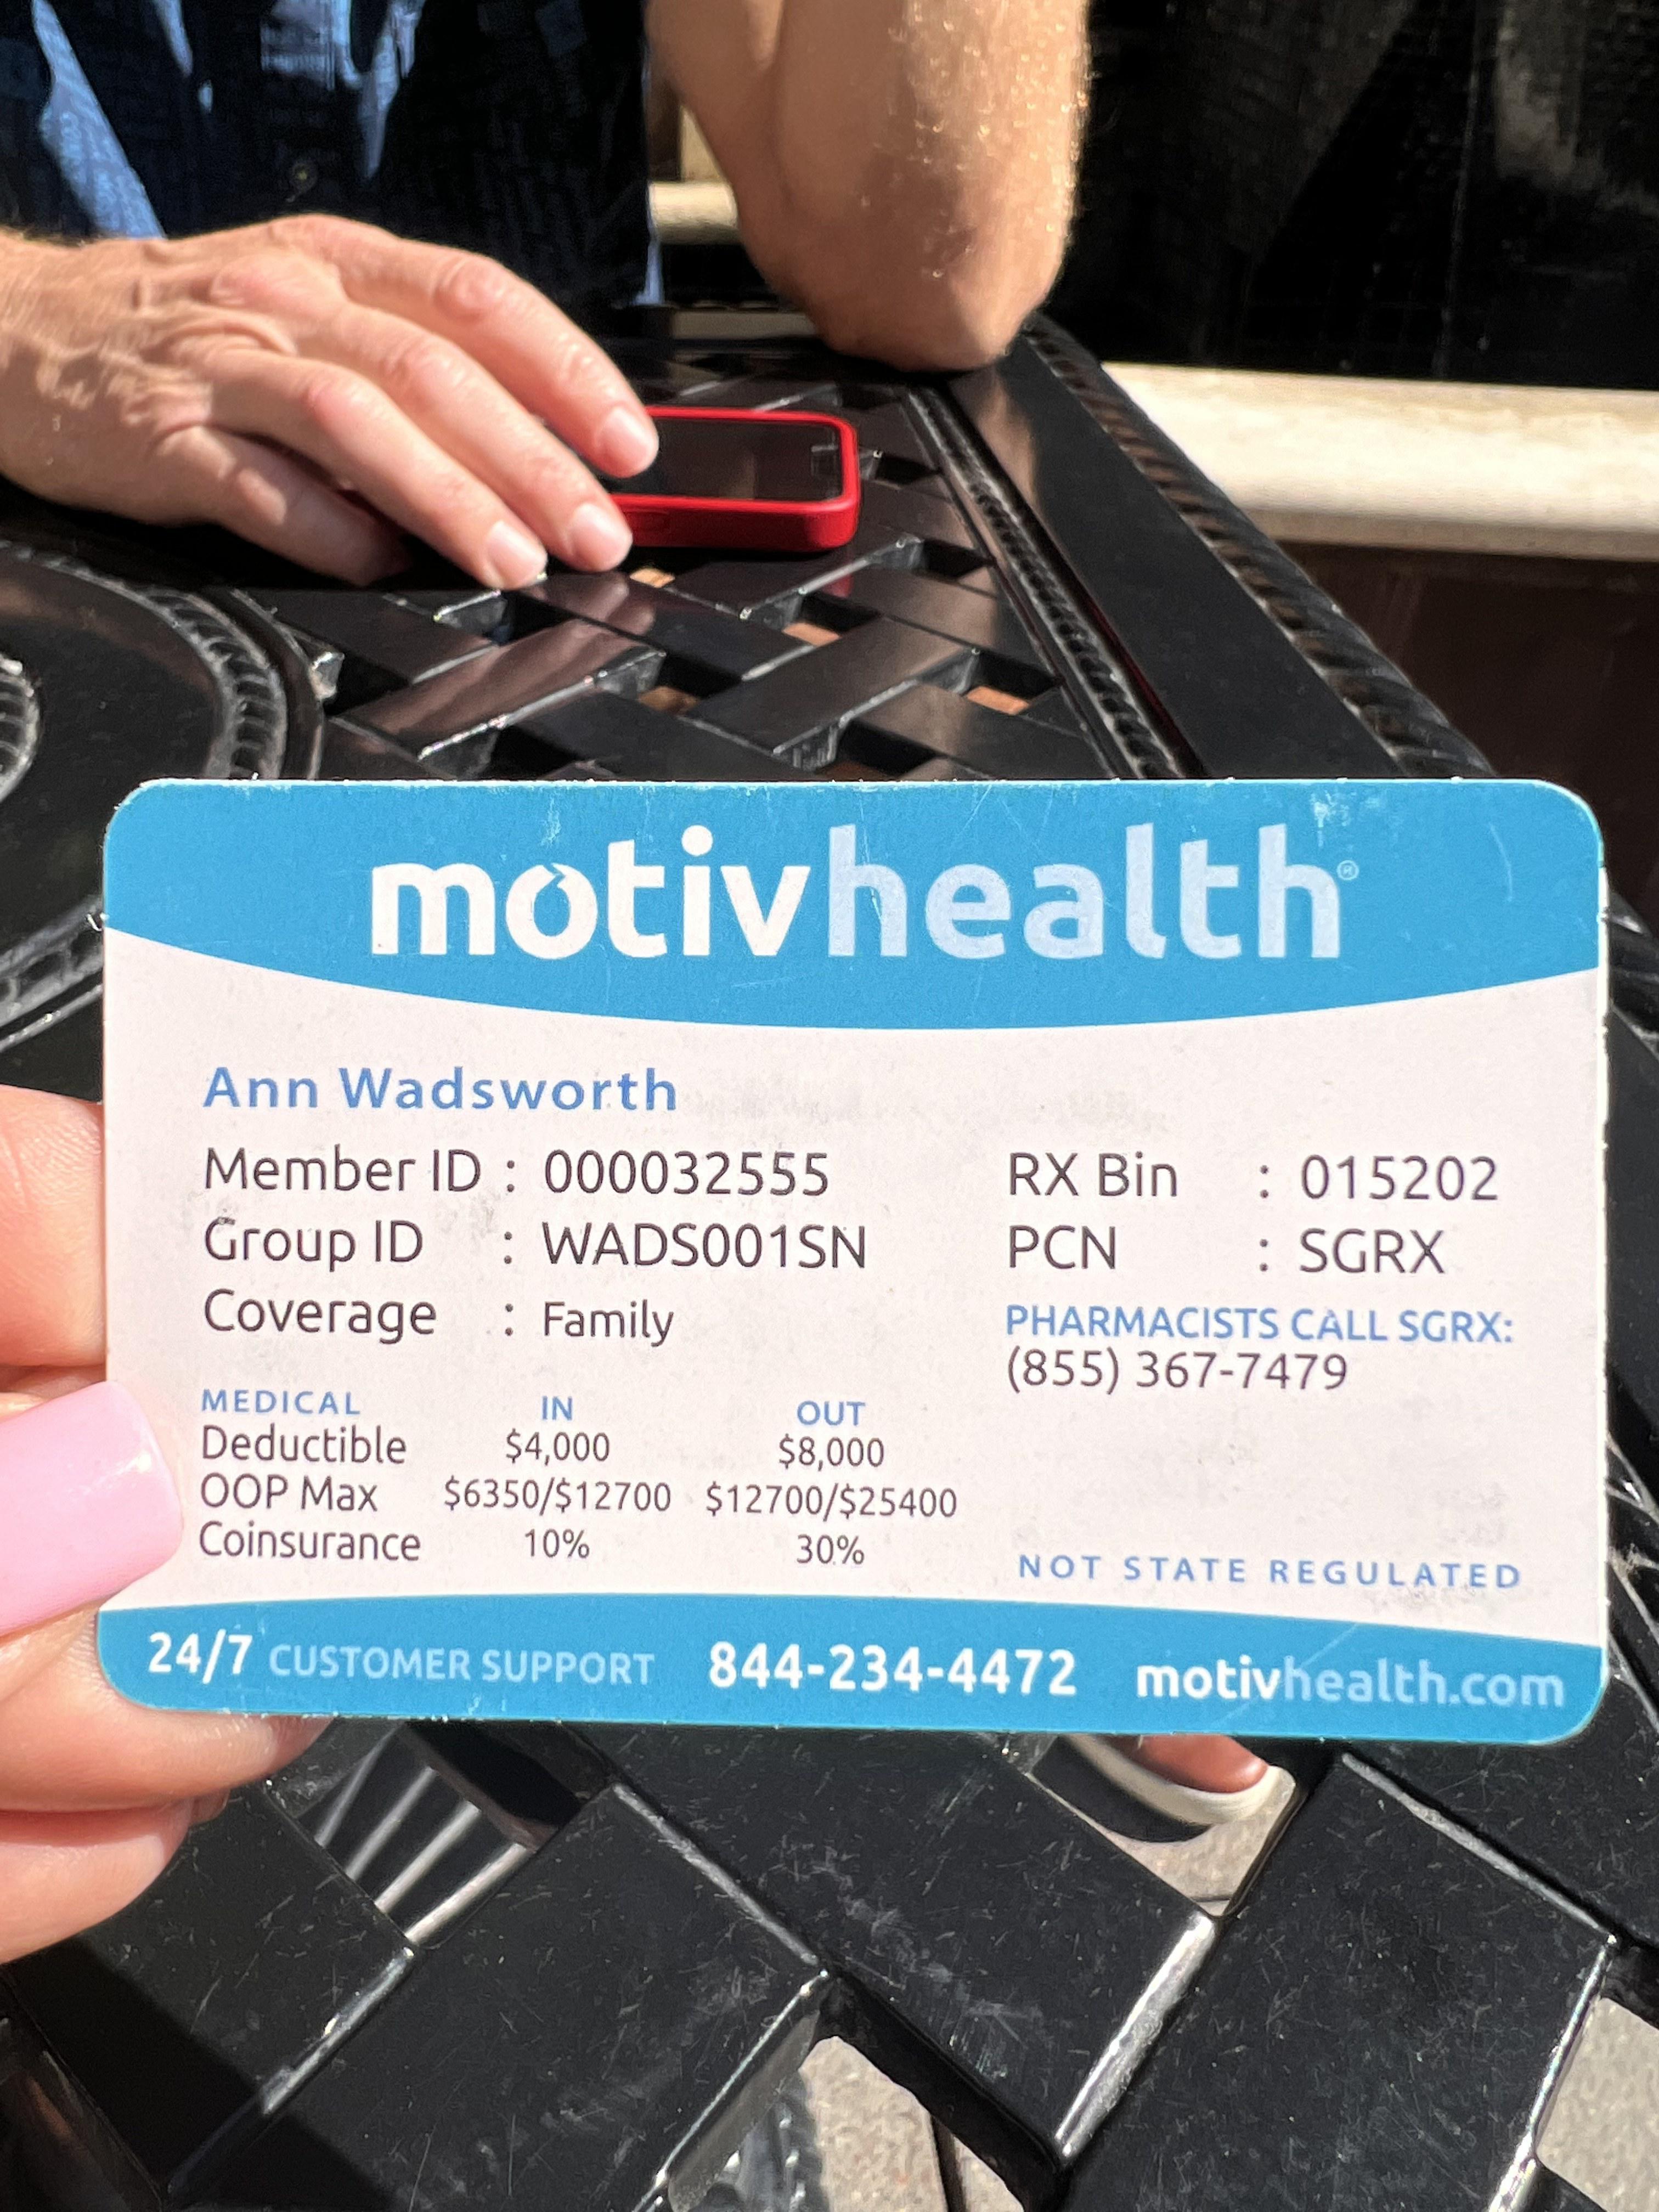 motivhealth®
Ann Wadsworth
Member ID : 000032555
Group ID : WADS001SN
Coverage : Family
RX Bin : 015202
PCN : SGRX
PHARMACISTS CALL SGRX:
(855) 367-7479
MEDICAL IN OUT
Deductible $4,000 $8,000
OOP Max $6350/$12700 $12700/$25400
Coinsurance 10% 30%
NOT STATE REGULATED
24/7 CUSTOMER SUPPORT 844-234-4472 motivhealth.com